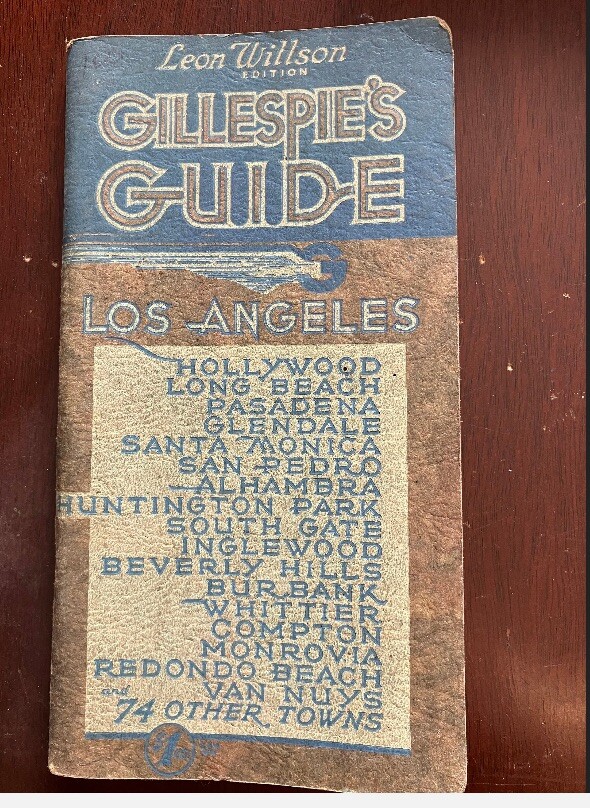 Leon Willson
EDITION
GILLESPIE'S
GUIDE
LOS ANGELES
HOLLYWOOD
LONG BEACH
PASADENA
GLENDALE
SANTA MONICA
SAN PEDRO
ALHAMBRA
HUNTINGTON PARK
SOUTH GATE
INGLEWOOD
BEVERLY HILLS
BURBANK
WHITTIER
COMPTON
MONROVIA
REDONDO BEACH
VAN NUYS
and
74 OTHER TOWNS
$1